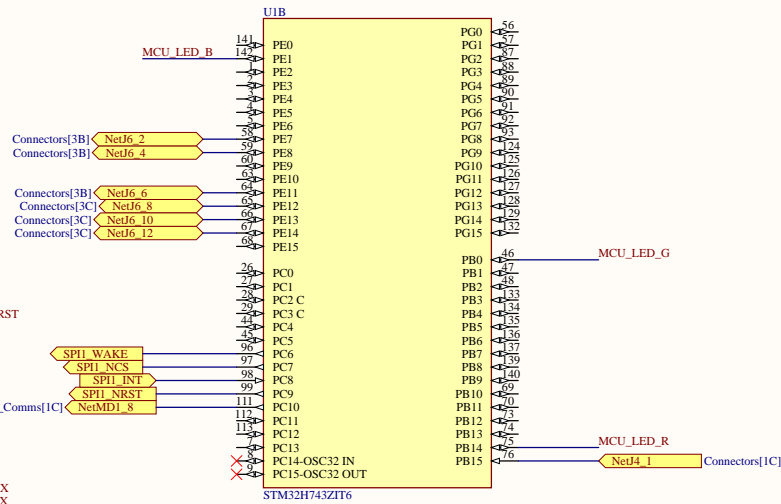 U1B
PG0 56
141 PE0 PG1 57
MCU_LED_B 142 PE1 PG2 87
1 PE2 PG3 88
2 PE3 PG4 89
3 PE4 PG5 90
4 PE5 PG6 91
5 PE6 PG7 92
Connectors[3B] NetJ6_2 58 PE7 PG8 93
Connectors[3B] NetJ6_4 59 PE8 PG9 124
60 PE9 PG10 125
63 PE10 PG11 126
Connectors[3B] NetJ6_6 64 PE11 PG12 127
Connectors[3C] NetJ6_8 65 PE12 PG13 128
Connectors[3C] NetJ6_10 66 PE13 PG14 129
Connectors[3C] NetJ6_12 67 PE14 PG15 132
68 PE15
PB0 46 MCU_LED_G
26 PC0 PB1 47
27 PC1 PB2 48
28 PC2 C PB3 133
RST 29 PC3 C PB4 134
44 PC4 PB5 135
45 PC5 PB6 136
SPI1_WAKE 96 PC6 PB7 137
SPI1_NCS 97 PC7 PB8 139
SPI1_INT 98 PC8 PB9 140
SPI1_NRST 99 PC9 PB10 69
_Comms[1C] NetMD1_8 111 PC10 PB11 70
112 PC11 PB12 73
113 PC12 PB13 74
7 PC13 PB14 75 MCU_LED_R
8 PC14-OSC32 IN PB15 76 NetJ4_1 Connectors[1C]
9 PC15-OSC32 OUT
X
STM32H743ZIT6
X